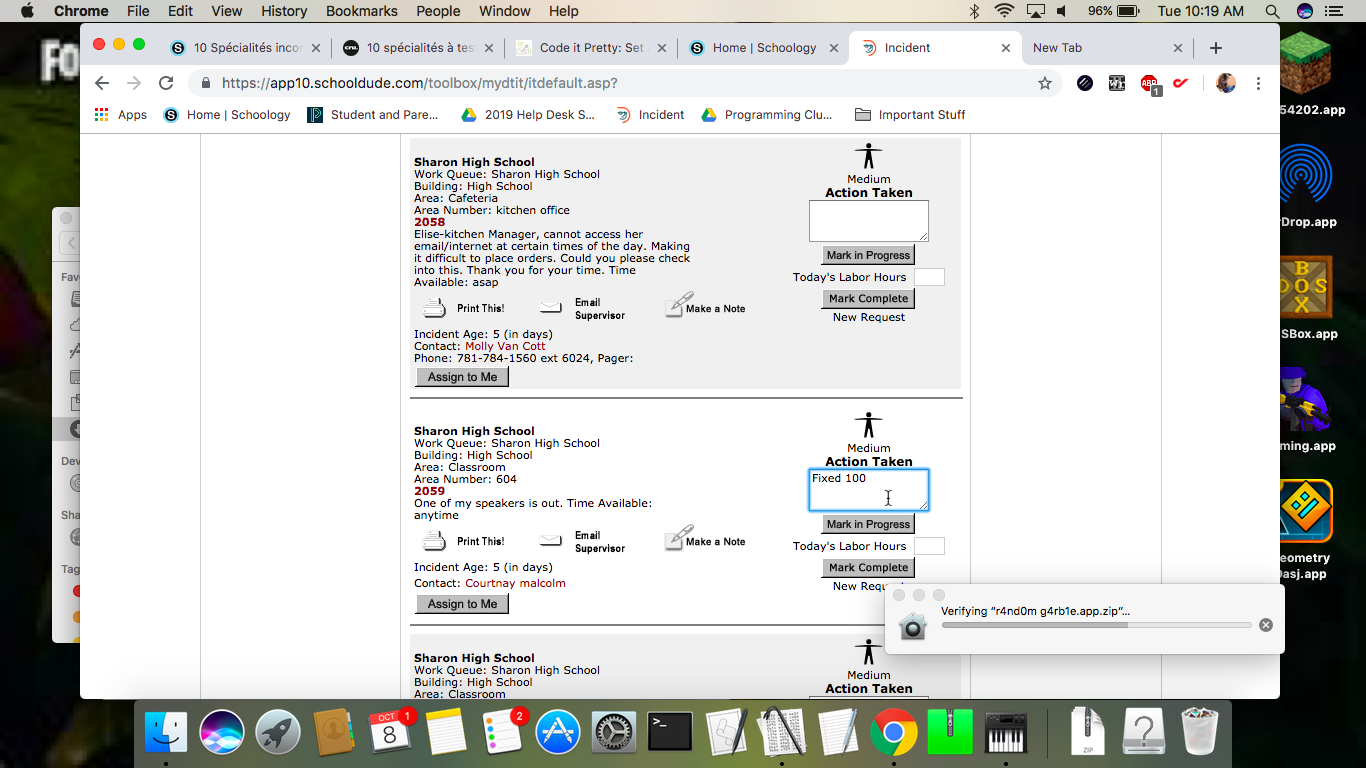 Chrome File Edit View History Bookmarks People Window Help 96% Tue 10:19 AM
FO
10 Spécialités inco
10 spécialités à tes
Code it Pretty: Set
Home | Schoology
Incident
New Tab
https://app10.schooldude.com/toolbox/mydtit/itdefault.asp?
ABP
1
Apps
Home | Schoology
Student and Pare...
2019 Help Desk S...
Incident
Programming Clu...
Important Stuff
54202.app
Drop.app
BOX
DOS
SBox.app
ming.app
eometry
Dasj.app
Favo
Dev
Sha
Tag
Sharon High School
Work Queue: Sharon High School
Building: High School
Area: Cafeteria
Area Number: kitchen office
2058
Elise-kitchen Manager, cannot access her
email/internet at certain times of the day. Making
it difficult to place orders. Could you please check
into this. Thank you for your time. Time
Available: asap
Print This!
Email
Supervisor
Make a Note
Incident Age: 5 (in days)
Contact: Molly Van Cott
Phone: 781-784-1560 ext 6024, Pager:
Assign to Me
Medium
Action Taken
Mark in Progress
Today's Labor Hours
Mark Complete
New Request
Sharon High School
Work Queue: Sharon High School
Building: High School
Area: Classroom
Area Number: 604
2059
One of my speakers is out. Time Available:
anytime
Print This!
Email
Supervisor
Make a Note
Incident Age: 5 (in days)
Contact: Courtnay malcolm
Assign to Me
Medium
Action Taken
Fixed 100
Mark in Progress
Today's Labor Hours
Mark Complete
New Requ
Verifying “r4nd0m g4rb1e.app.zip”...
Sharon High School
Work Queue: Sharon High School
Building: High School
Area: Classroom
Medium
Action Taken
OCT
8
1
2
ZIP